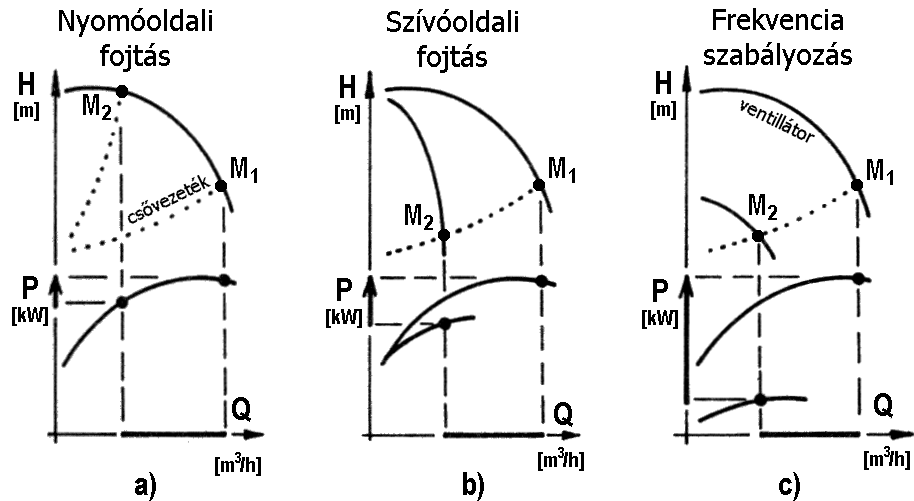 Nyomóoldali
fojtás
H
[m]
M2
M1
csővezeték
P
[kW]
Q
[m³/h]
a)
Szívóoldali
fojtás
H
[m]
M1
M2
P
[kW]
Q
[m³/h]
b)
Frekvencia
szabályozás
H
[m]
ventillátor
M1
M2
P
[kW]
Q
[m³/h]
c)